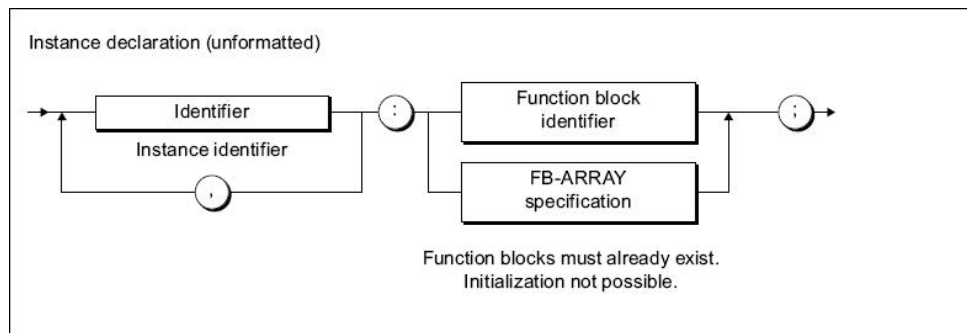 Instance declaration (unformatted)
Identifier
Instance identifier
,
:
Function block
identifier
FB-ARRAY
specification
;
Function blocks must already exist.
Initialization not possible.